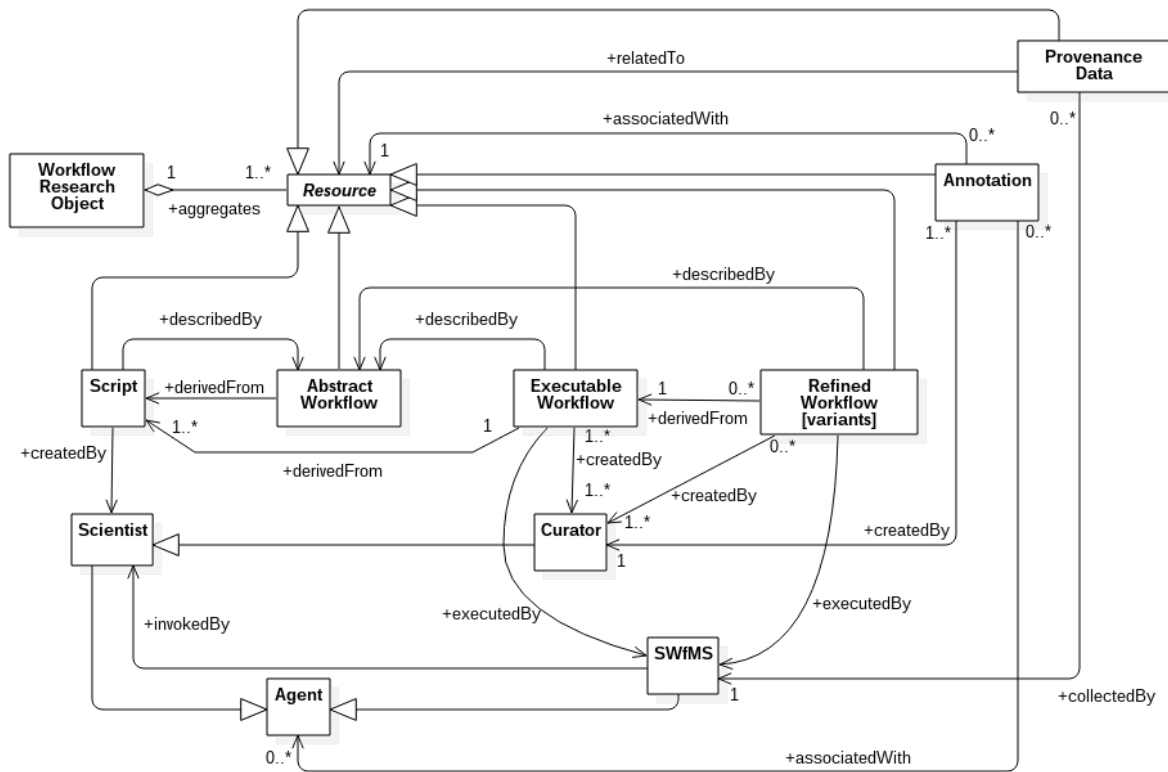 +relatedTo
Provenance
Data
0..*
+associatedWith
0..*
1
Workflow
Research
Object
1
1..*
+aggregates
Resource
Annotation
1..*
0..*
+describedBy
+describedBy
+describedBy
Script
+derivedFrom
Abstract
Workflow
Executable
Workflow
1
0..*
+derivedFrom
Refined
Workflow
[variants]
1..*
1
+derivedFrom
+createdBy
1..*
+createdBy
1..*
0..*
+createdBy
1..*
Scientist
Curator
+createdBy
1
+invokedBy
+executedBy
+executedBy
SWfMS
1
+collectedBy
Agent
0..*
+associatedWith